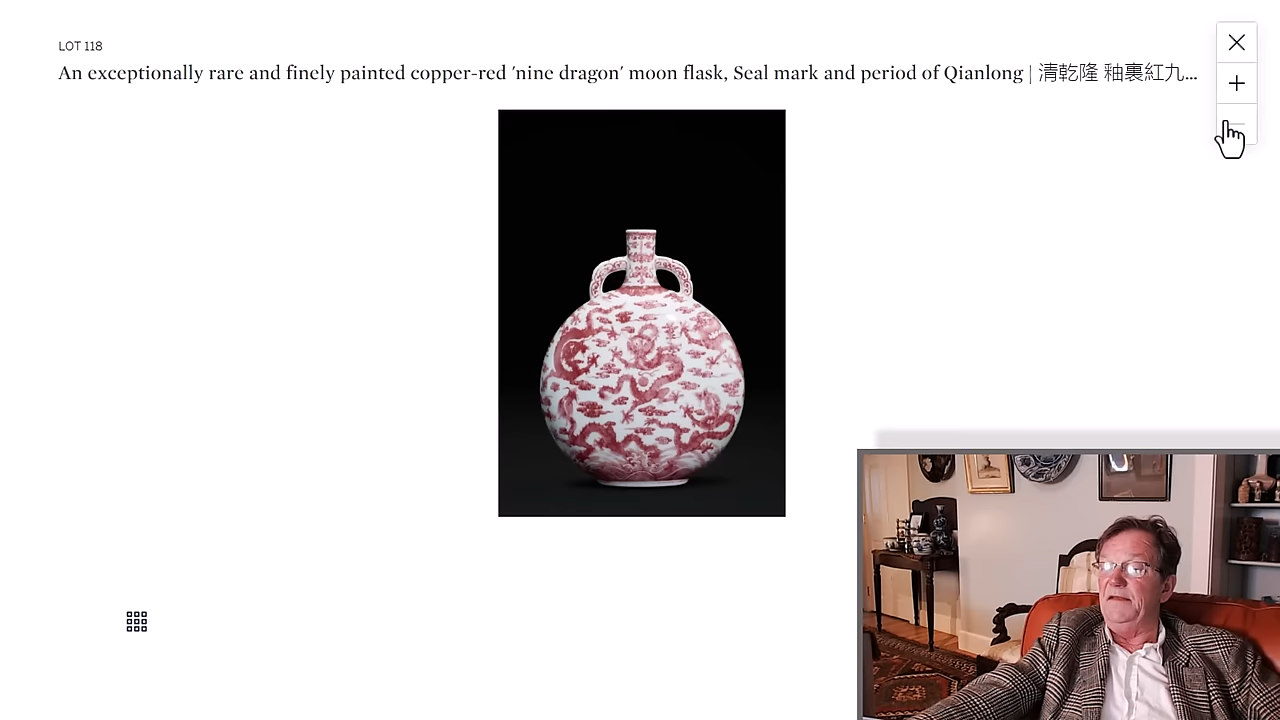 LOT 118
An exceptionally rare and finely painted copper-red 'nine dragon' moon flask, Seal mark and period of Qianlong | 清乾隆 釉裏紅九...